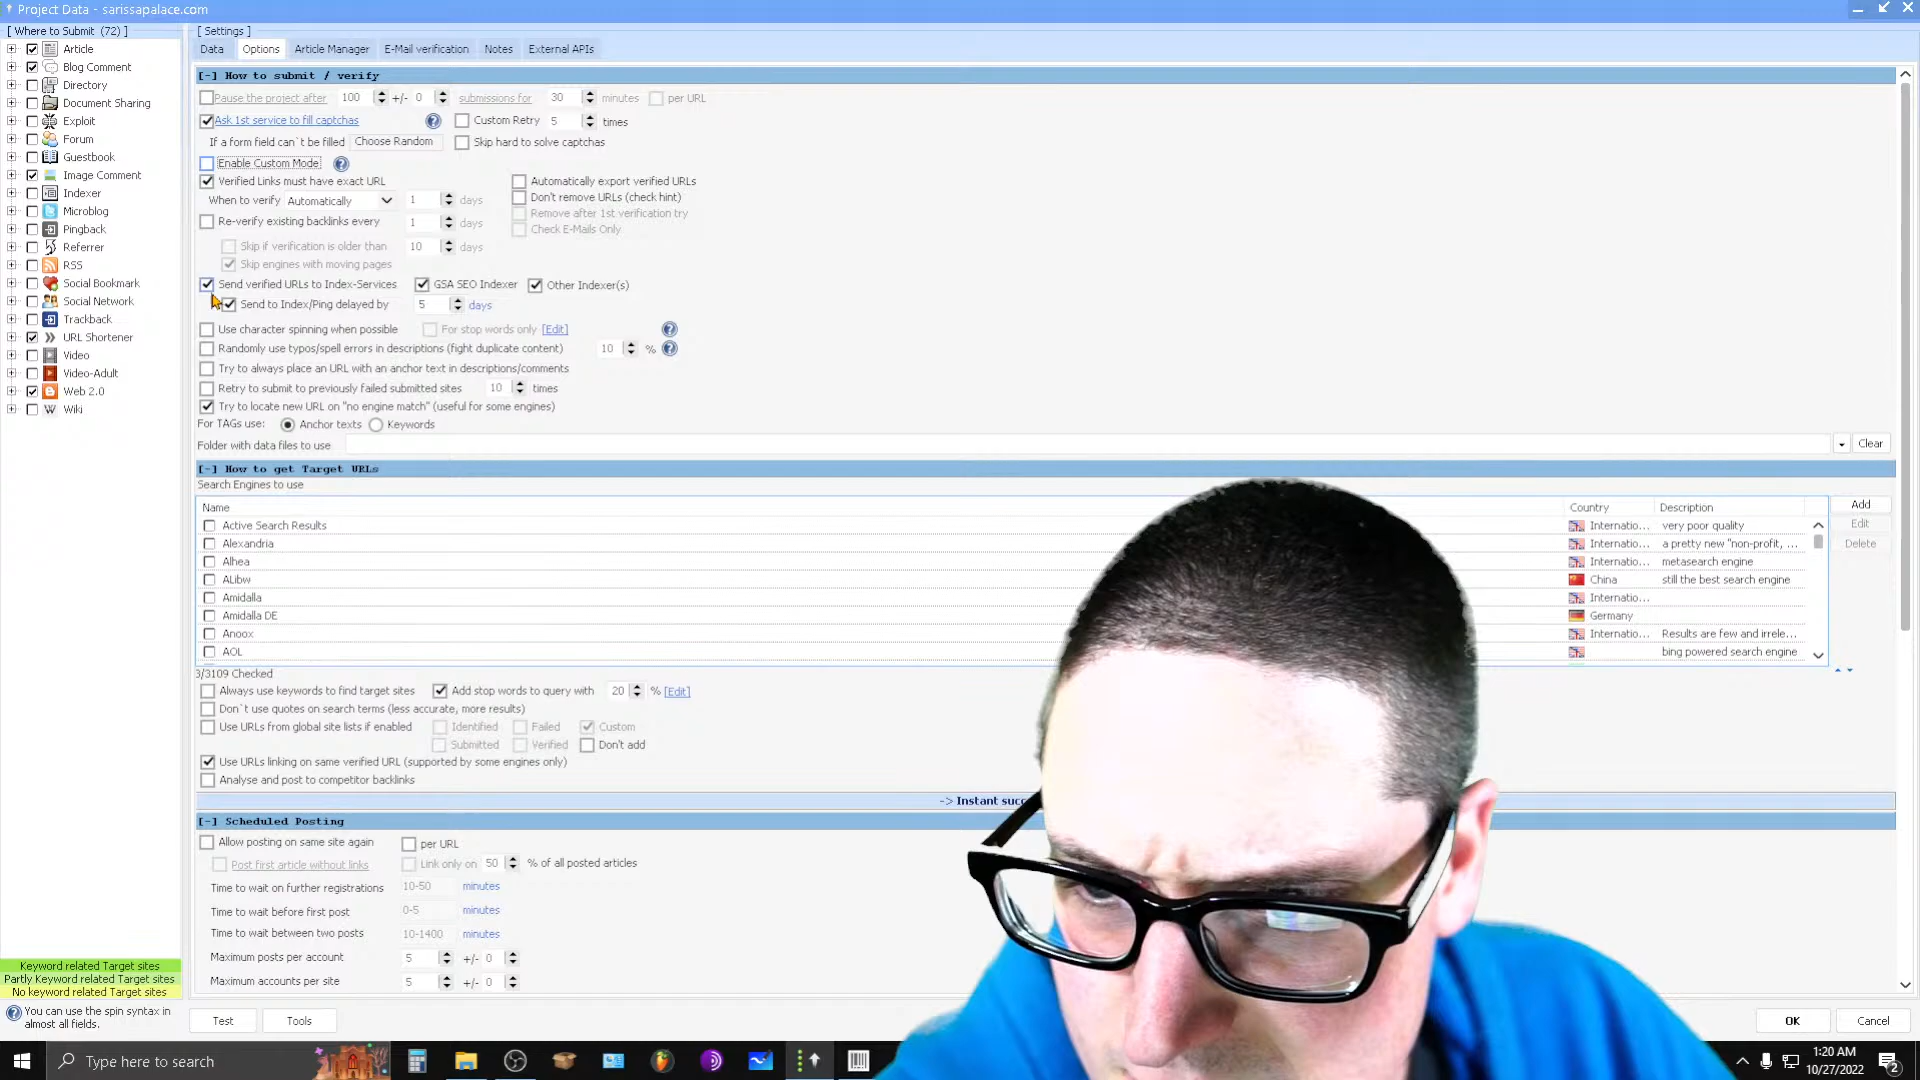 Project Data - sarissapalace.com
[ Where to Submit (72) ]
Article
Blog Comment
Directory
Document Sharing
Exploit
Forum
Guestbook
Image Comment
Indexer
Microblog
Pingback
Referrer
RSS
Social Bookmark
Social Network
Trackback
URL Shortener
Video
Video-Adult
Web 2.0
Wiki
Keyword related Target sites
Partly Keyword related Target sites
No keyword related Target sites
You can use the spin syntax in
almost all fields.
[ Settings ]
Data Options Article Manager E-Mail verification Notes External APIs
[-] How to submit / verify
Pause the project after 100 +/- 0 submissions for 30 minutes per URL
Ask 1st service to fill captchas Custom Retry 5 times
If a form field can`t be filled Choose Random Skip hard to solve captchas
Enable Custom Mode
Verified Links must have exact URL Automatically export verified URLs
When to verify Automatically 1 days Don't remove URLs (check hint)
Remove after 1st verification try
Re-verify existing backlinks every 1 days Check E-Mails Only
Skip if verification is older than 10 days
Skip engines with moving pages
Send verified URLs to Index-Services GSA SEO Indexer Other Indexer(s)
Send to Index/Ping delayed by 5 days
Use character spinning when possible For stop words only [Edit]
Randomly use typos/spell errors in descriptions (fight duplicate content) 10 %
Try to always place an URL with an anchor text in descriptions/comments
Retry to submit to previously failed submitted sites 10 times
Try to locate new URL on "no engine match" (useful for some engines)
For TAGs use: Anchor texts Keywords
Folder with data files to use Clear
[-] How to get Target URLs
Search Engines to use
Name Country Description Add
Active Search Results Internatio... very poor quality Edit
Alexandria Internatio... a pretty new "non-profit, ... Delete
Alhea Internatio... metasearch engine
ALibw China still the best search engine
Amidalla Internatio...
Amidalla DE Germany
Anoox Internatio... Results are few and irrele...
AOL bing powered search engine
3/3109 Checked
Always use keywords to find target sites Add stop words to query with 20 % [Edit]
Don`t use quotes on search terms (less accurate, more results)
Use URLs from global site lists if enabled Identified Failed Custom
Submitted Verified Don't add
Use URLs linking on same verified URL (supported by some engines only)
Analyse and post to competitor backlinks
-> Instant
[-] Scheduled Posting
Allow posting on same site again per URL
Post first article without links Link only on 50 % of all posted articles
Time to wait on further registrations 10-50 minutes
Time to wait before first post 0-5 minutes
Time to wait between two posts 10-1400 minutes
Maximum posts per account 5 +/- 0
Maximum accounts per site 5 +/- 0
Test Tools OK Cancel
Type here to search
1:20 AM
10/27/2022
2